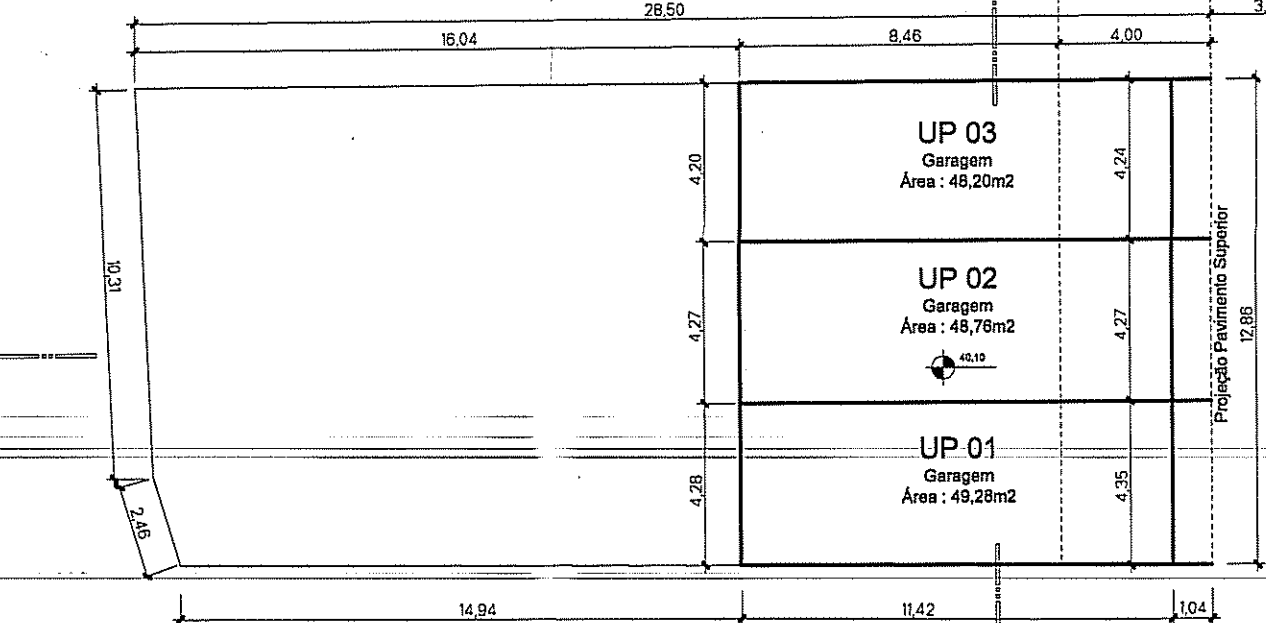 28,50
3,
16,04
8,46
4,00
UP 03
Garagem
Área : 48,20m2
4,20
4,24
10,31
UP 02
Garagem
Área : 48,76m2
4,27
4,27
40,10
Projeção Pavimento Superior
12,86
UP 01
Garagem
Área : 49,28m2
4,28
4,35
2,46
14,94
11,42
1,04